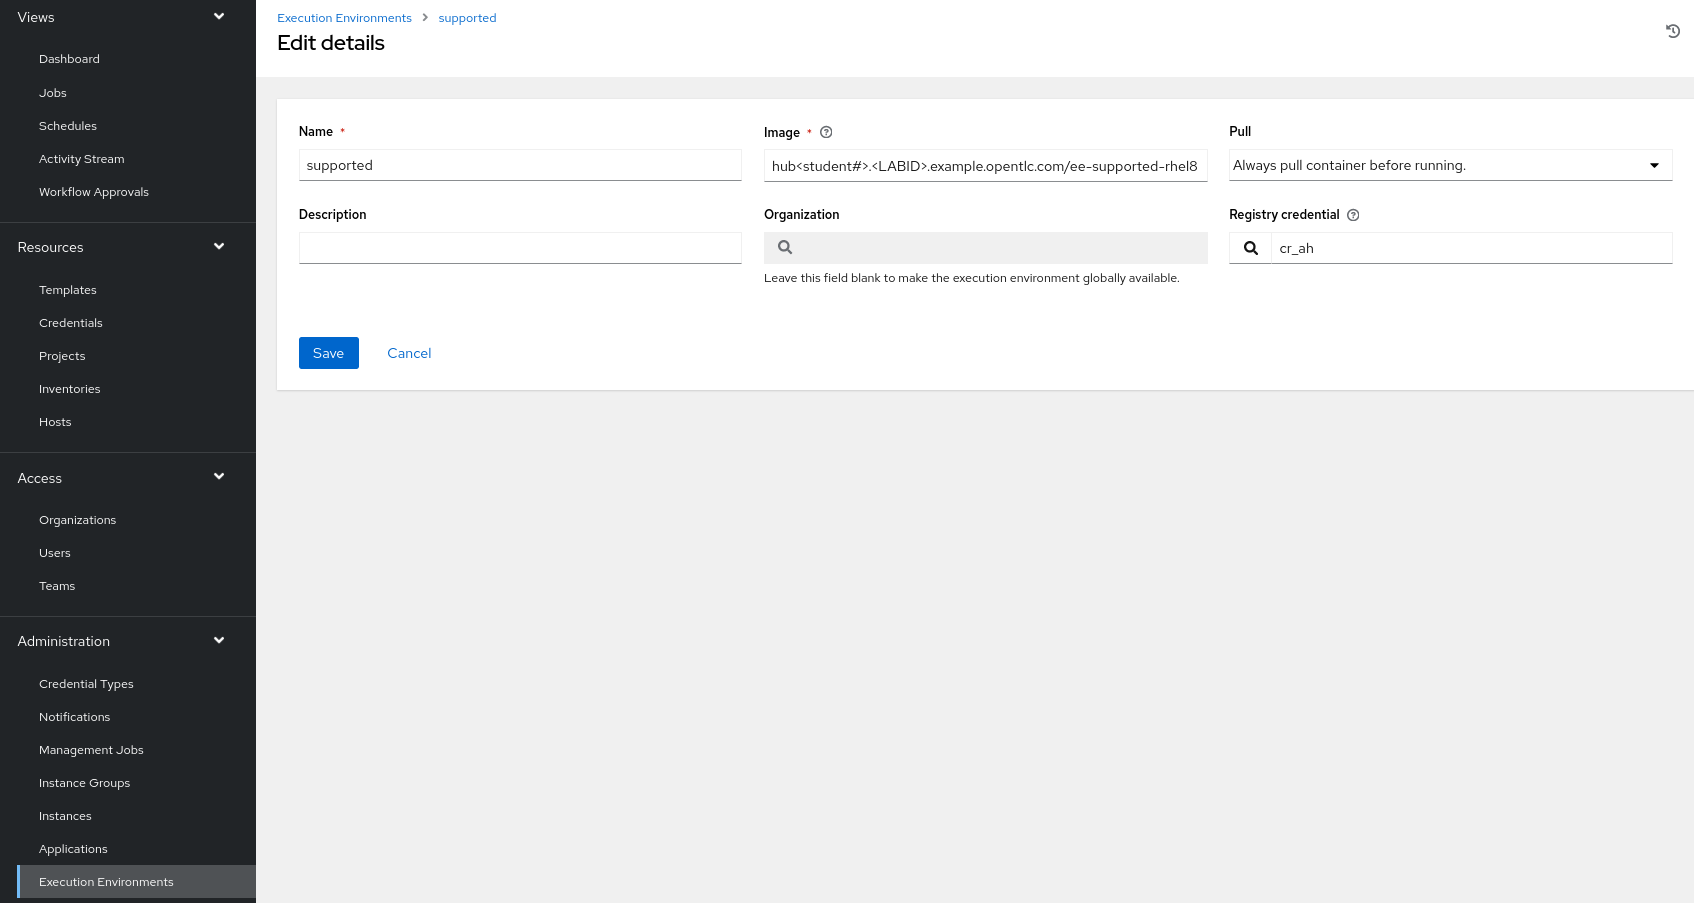 Views
Dashboard
Jobs
Schedules
Activity Stream
Workflow Approvals
Resources
Templates
Credentials
Projects
Inventories
Hosts
Access
Organizations
Users
Teams
Administration
Credential Types
Notifications
Management Jobs
Instance Groups
Instances
Applications
Execution Environments
Execution Environments > supported
Edit details
Name *
supported
Image *
hub<student#>.<LABID>.example.opentlc.com/ee-supported-rhel8
Pull
Always pull container before running.
Description
Organization
Leave this field blank to make the execution environment globally available.
Registry credential
cr_ah
Save Cancel